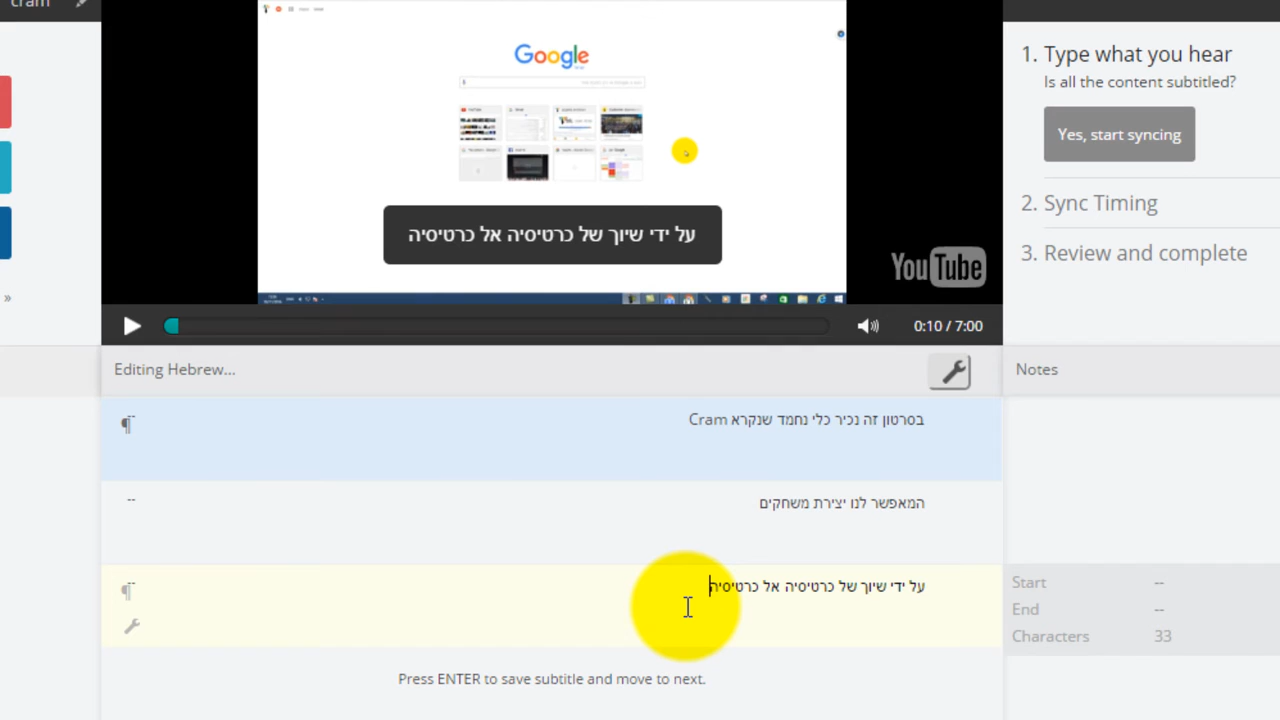 cram
Google
על ידי שיוך של כרטיסיה אל כרטיסיה
YouTube
0:10 / 7:00
1. Type what you hear
Is all the content subtitled?
Yes, start syncing
2. Sync Timing
3. Review and complete
»
Editing Hebrew...
Notes
¶ --
בסרטון זה נכיר כלי נחמד שנקרא Cram
--
המאפשר לנו יצירת משחקים
¶ --
על ידי שיוך של כרטיסיה אל כרטיסיה
Start --
End --
Characters 33
Press ENTER to save subtitle and move to next.